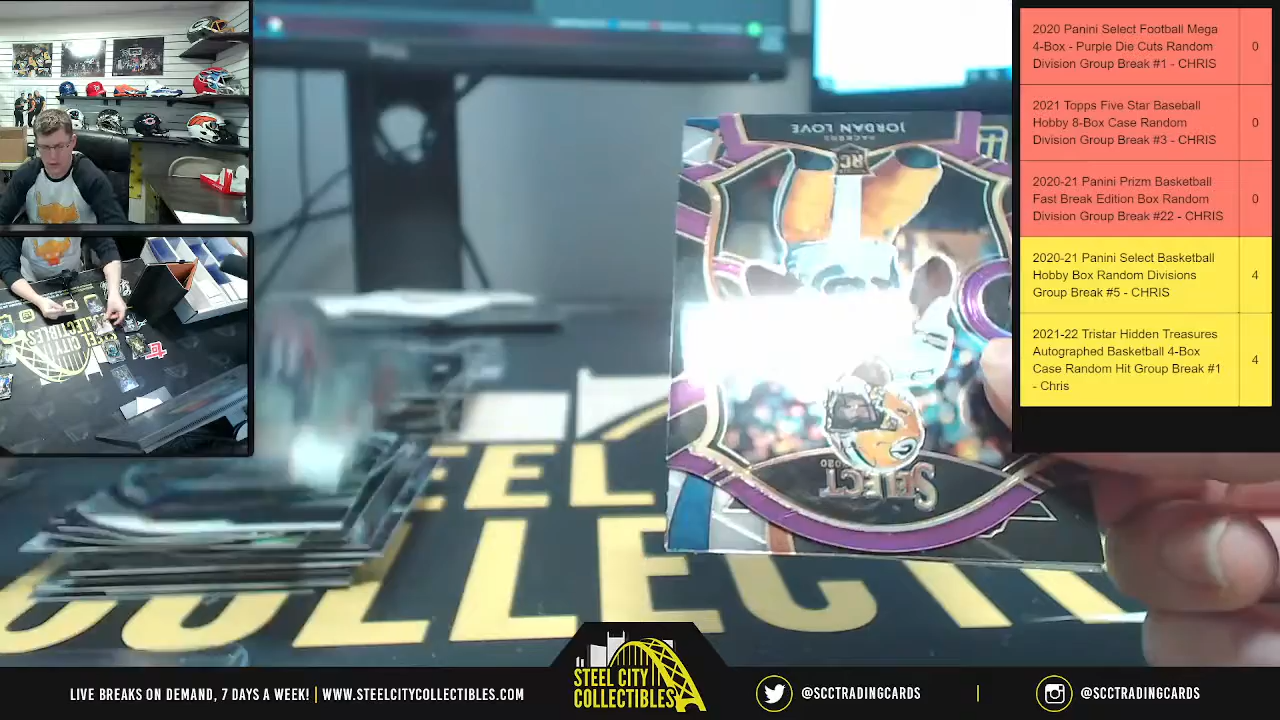 2020 Panini Select Football Mega
4-Box - Purple Die Cuts Random
Division Group Break #1 - CHRIS
0
2021 Topps Five Star Baseball
Hobby 8-Box Case Random
Division Group Break #3 - CHRIS
0
2020-21 Panini Prizm Basketball
Fast Break Edition Box Random
Division Group Break #22 - CHRIS
0
2020-21 Panini Select Basketball
Hobby Box Random Divisions
Group Break #5 - CHRIS
4
2021-22 Tristar Hidden Treasures
Autographed Basketball 4-Box
Case Random Hit Group Break #1
- Chris
4
JORDAN LOVE
PACKERS
RC
SELECT
2020
STEEL
COLLECTI
LIVE BREAKS ON DEMAND, 7 DAYS A WEEK! | WWW.STEELCITYCOLLECTIBLES.COM
STEEL CITY
COLLECTIBLES
@SCCTRADINGCARDS
|
@SCCTRADINGCARDS